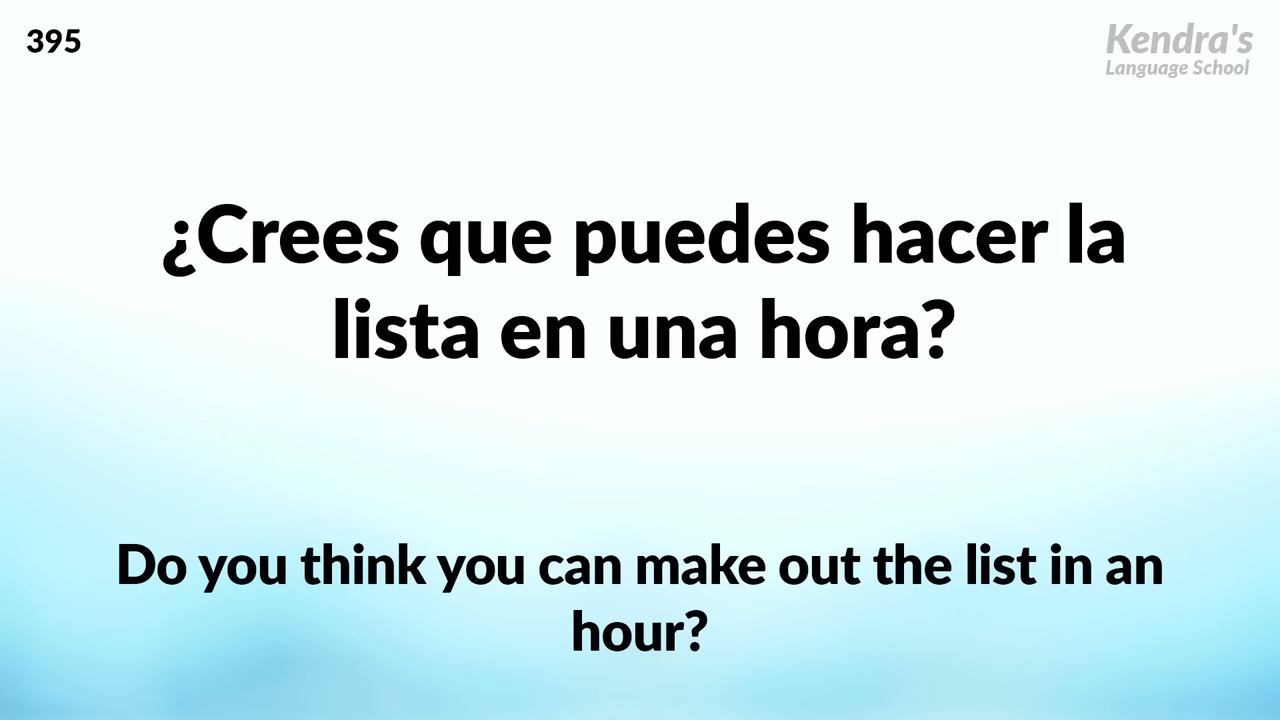 395
Kendra's
Language School
¿Crees que puedes hacer la
lista en una hora?
Do you think you can make out the list in an
hour?